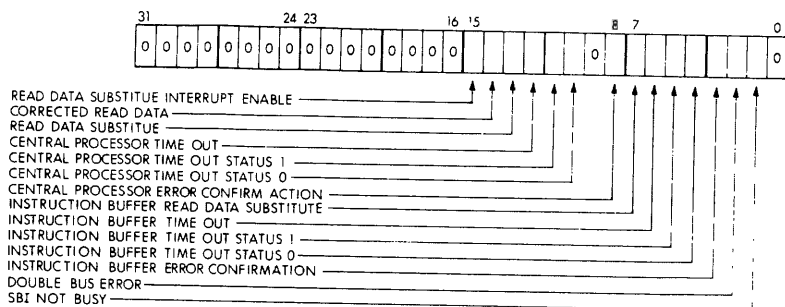 31 24 23 16 15 8 7 0
0 0 0 0 0 0 0 0 0 0 0 0 0 0 0 0 0 0
READ DATA SUBSTITUE INTERRUPT ENABLE
CORRECTED READ DATA
READ DATA SUBSTITUE
CENTRAL PROCESSOR TIME OUT
CENTRAL PROCESSOR TIME OUT STATUS 1
CENTRAL PROCESSOR TIME OUT STATUS 0
CENTRAL PROCESSOR ERROR CONFIRM ACTION
INSTRUCTION BUFFER READ DATA SUBSTITUTE
INSTRUCTION BUFFER TIME OUT
INSTRUCTION BUFFER TIME OUT STATUS 1
INSTRUCTION BUFFER TIME OUT STATUS 0
INSTRUCTION BUFFER ERROR CONFIRMATION
DOUBLE BUS ERROR
SBI NOT BUSY